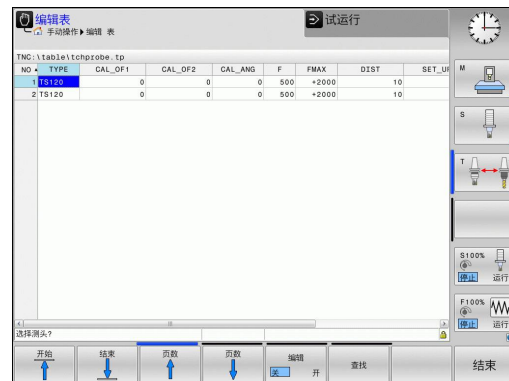 编辑表
手动操作 编辑 表
试运行
TNC:\table\tchprobe.tp
NO TYPE CAL_OF1 CAL_OF2 CAL_ANG F FMAX DIST SET_UP
1 TS120 0 0 0 500 +2000 10
2 TS120 0 0 0 500 +2000 10
选择测头?
开始 结束 页数 页数 编辑 查找 结束
关 开
M
S
T
S100%
停止 运行
F100%
停止 运行